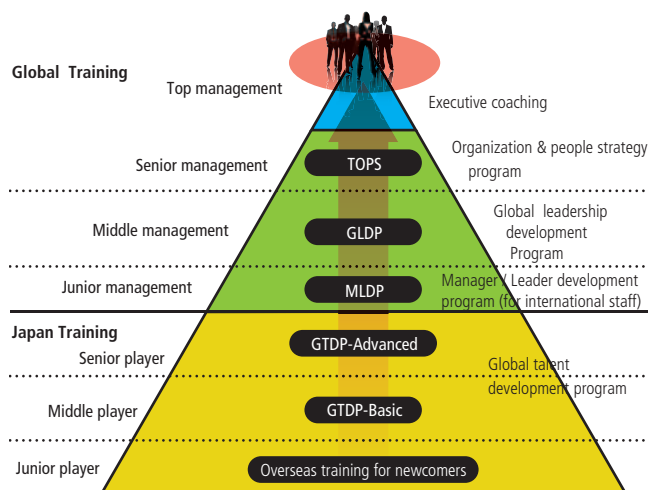 Global Training
Top management
Executive coaching
Organization & people strategy
program
Senior management
TOPS
Global leadership
development
Program
Middle management
GLDP
Junior management
MLDP
Manager / Leader development
program (for international staff)
Japan Training
Senior player
GTDP-Advanced
Global talent
development program
Middle player
GTDP-Basic
Junior player
Overseas training for newcomers